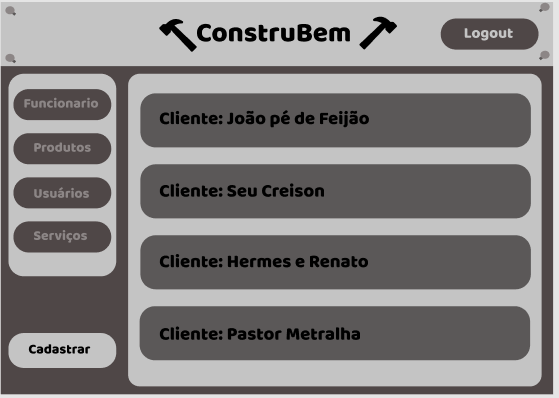 ConstruBem
Logout
Funcionario
Produtos
Usuários
Serviços
Cadastrar
Cliente: João pé de Feijão
Cliente: Seu Creison
Cliente: Hermes e Renato
Cliente: Pastor Metralha